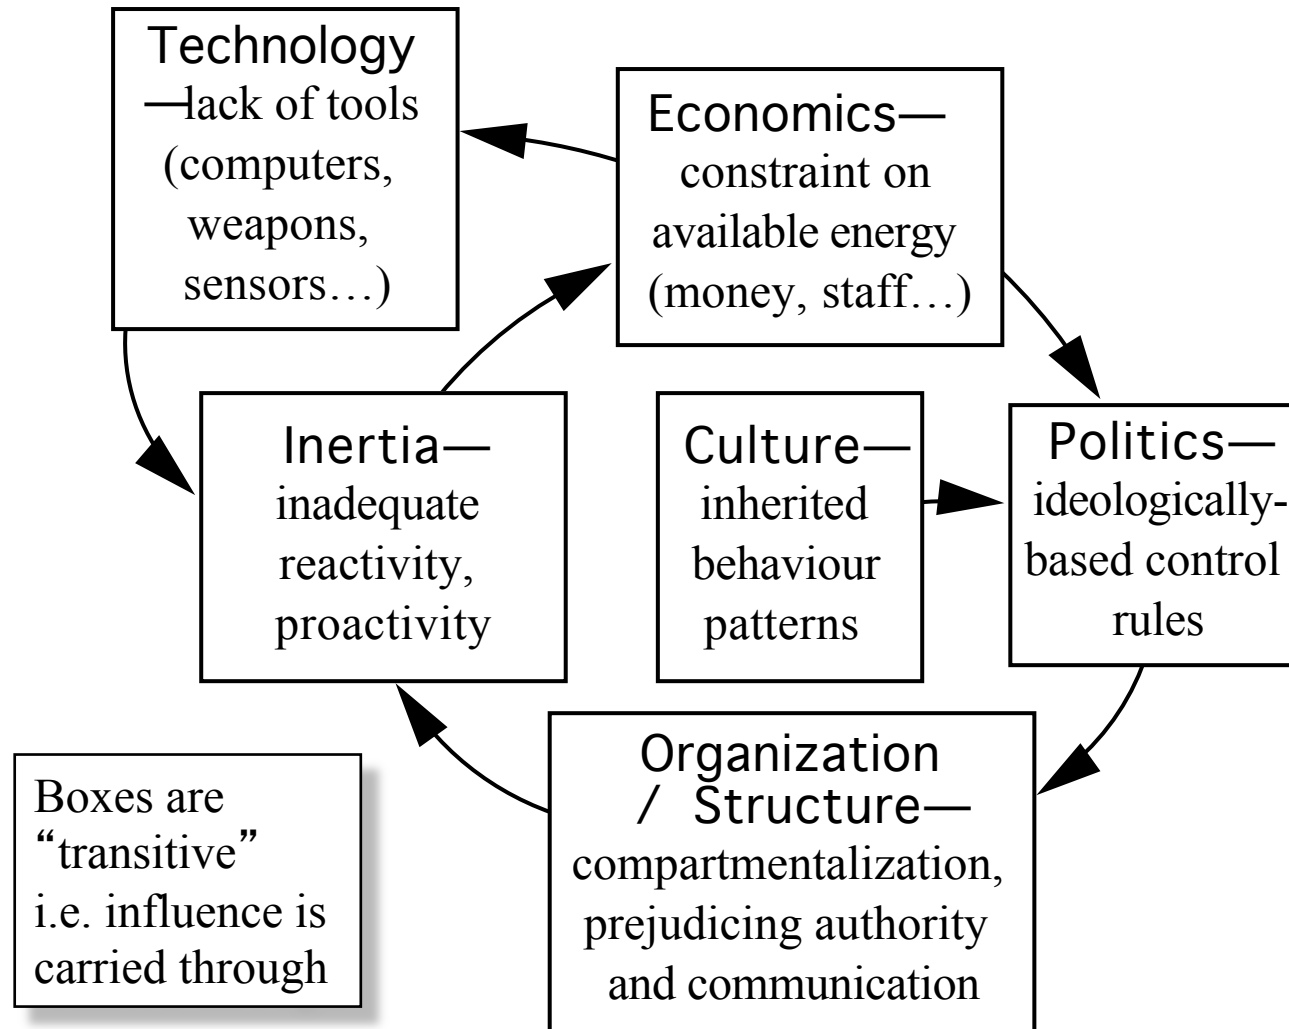 Technology
—lack of tools
(computers,
weapons,
sensors…)
Economics—
constraint on
available energy
(money, staff…)
Inertia—
inadequate
reactivity,
proactivity
Culture—
inherited
behaviour
patterns
Politics—
ideologically-
based control
rules
Organization
/ Structure—
compartmentalization,
prejudicing authority
and communication
Boxes are
“transitive”
i.e. influence is
carried through